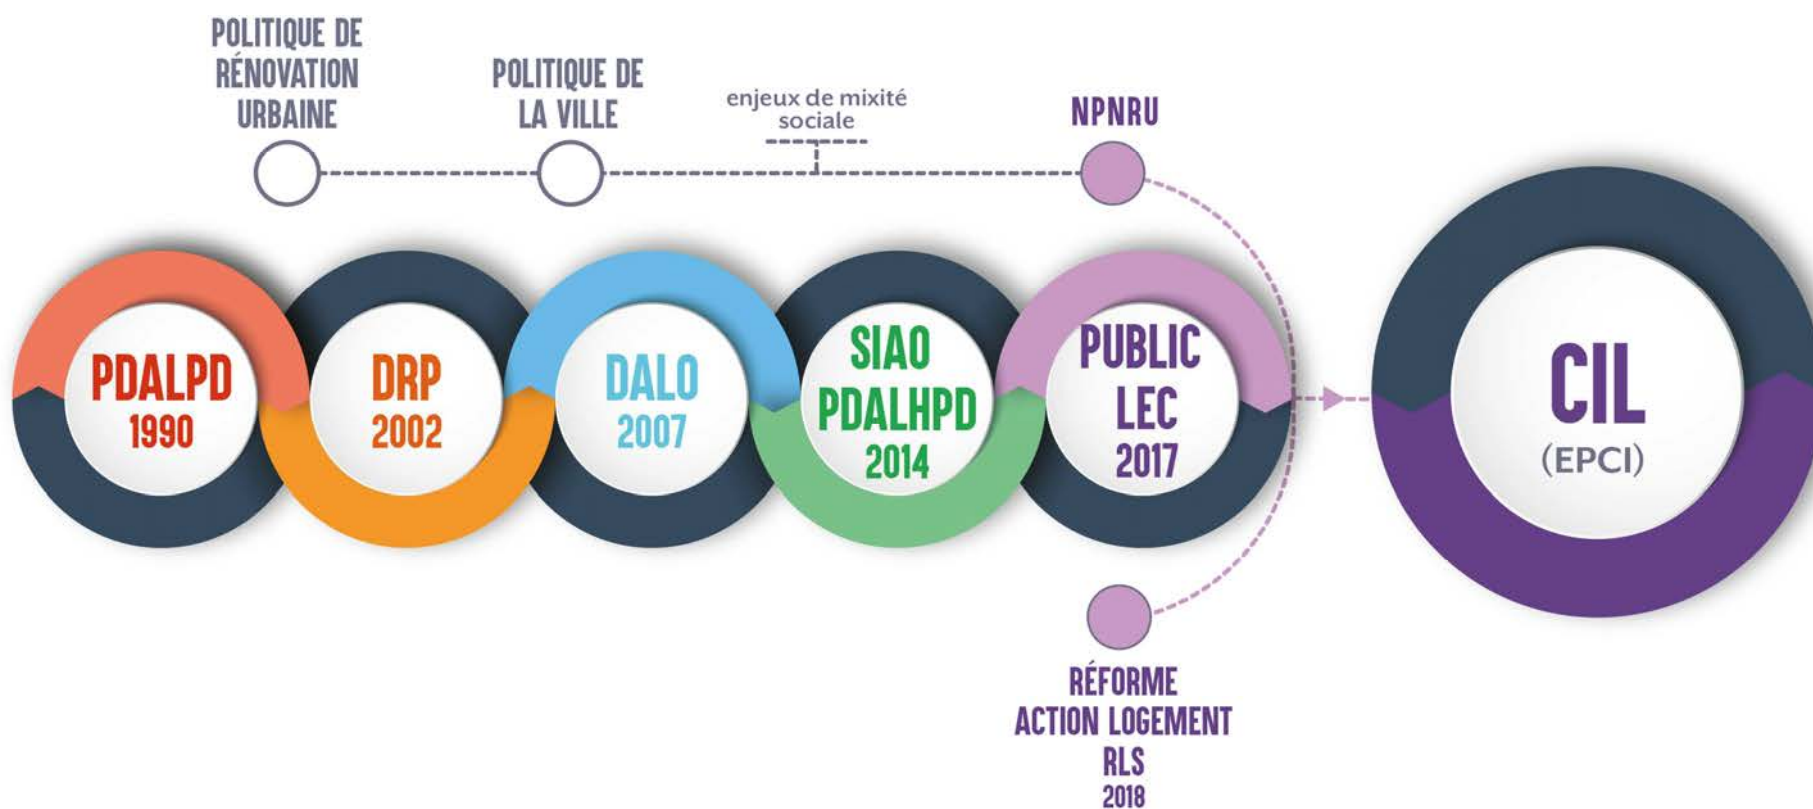 POLITIQUE DE
RÉNOVATION
URBAINE
POLITIQUE DE
LA VILLE
enjeux de mixité
sociale
NPNRU
PDALPD
1990
DRP
2002
DALO
2007
SIAO
PDALHPD
2014
PUBLIC
LEC
2017
CIL
(EPCI)
RÉFORME
ACTION LOGEMENT
RLS
2018